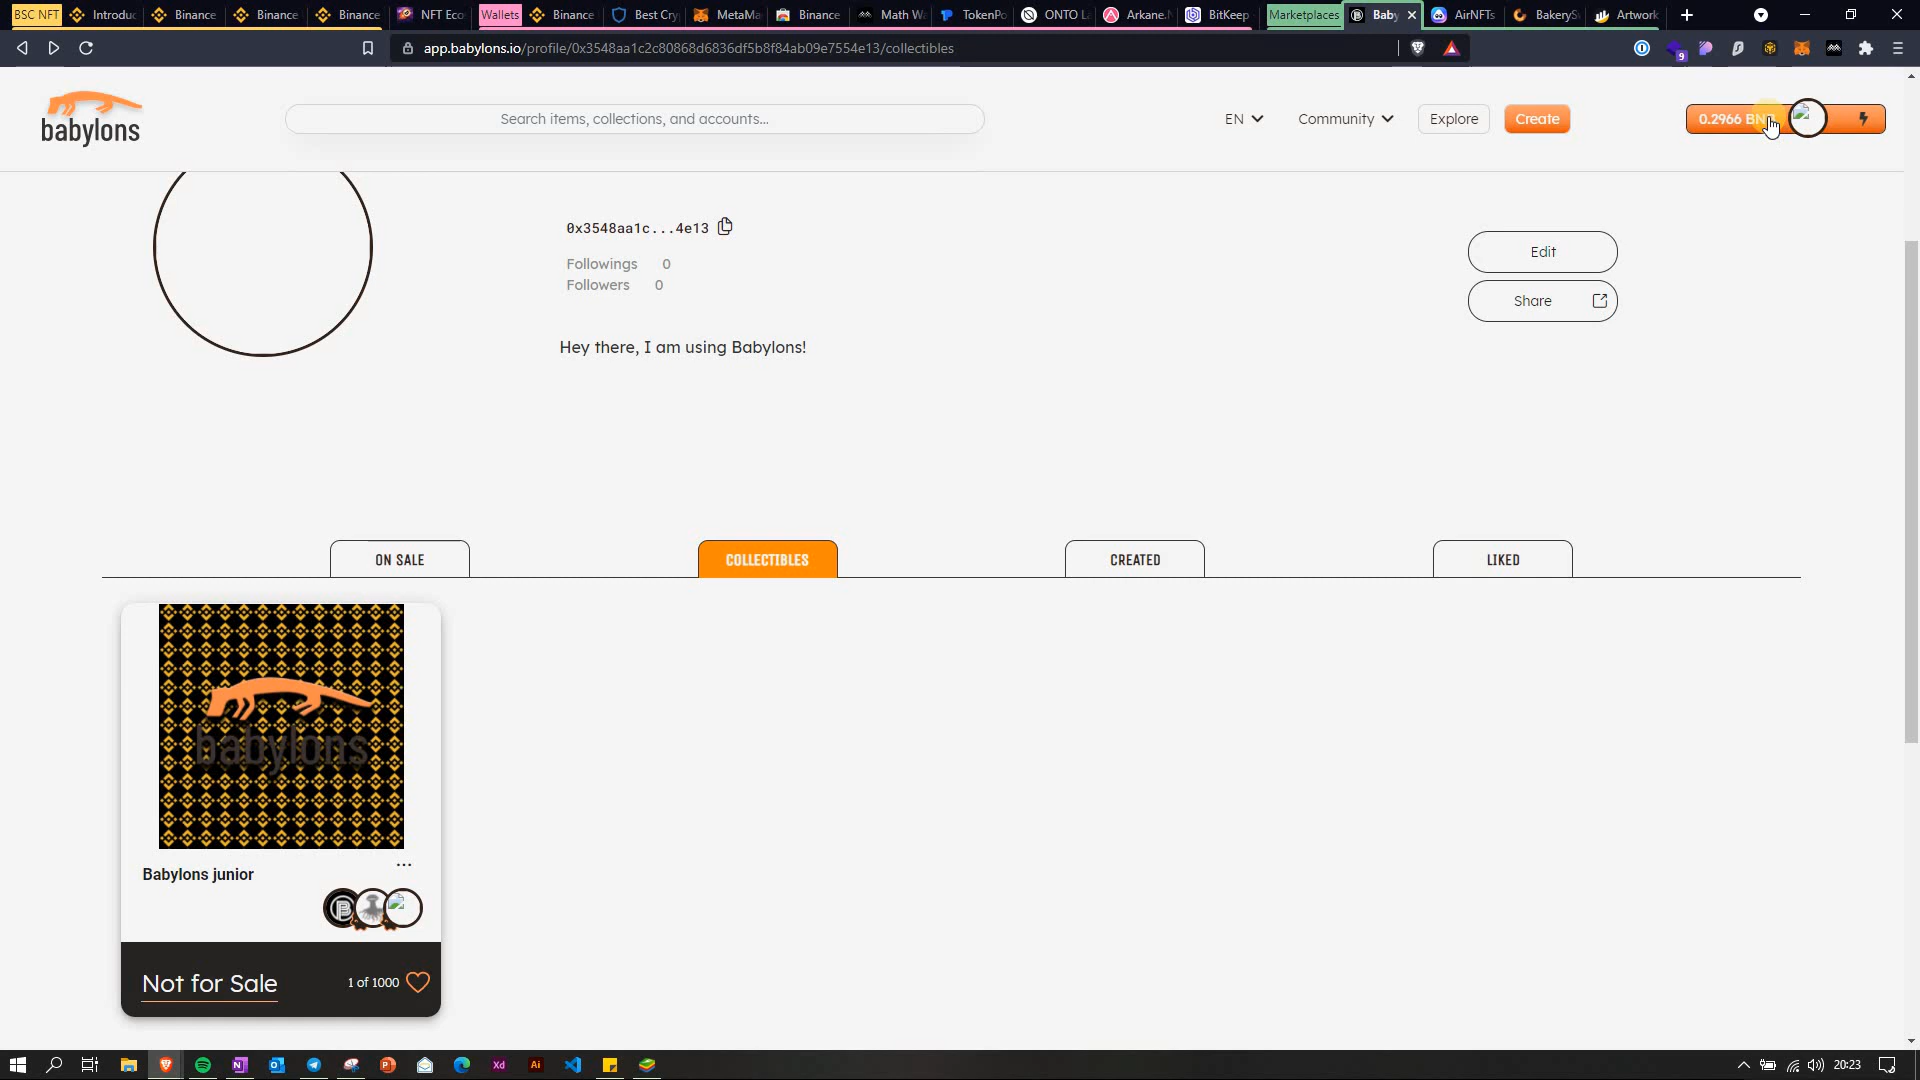 BSC NFT Introduc Binance Binance Binance NFT Eco Wallets Binance Best Cry MetaMa Binance Math Wa TokenPo ONTO Arkane.N BitKeep Marketplaces Baby AirNFTs BakerySw Artwork
app.babylons.io/profile/0x3548aa1c2c80868d6836df5b8f84ab09e7554e13/collectibles
9
babylons
Search items, collections, and accounts...
EN
Community
Explore
Create
0.2966
0x3548aa1c...4e13
Followings 0
Followers 0
Edit
Share
Hey there, I am using Babylons!
ON SALE
COLLECTIBLES
CREATED
LIKED
babylons
...
Babylons junior
Not for Sale
1 of 1000
20:23